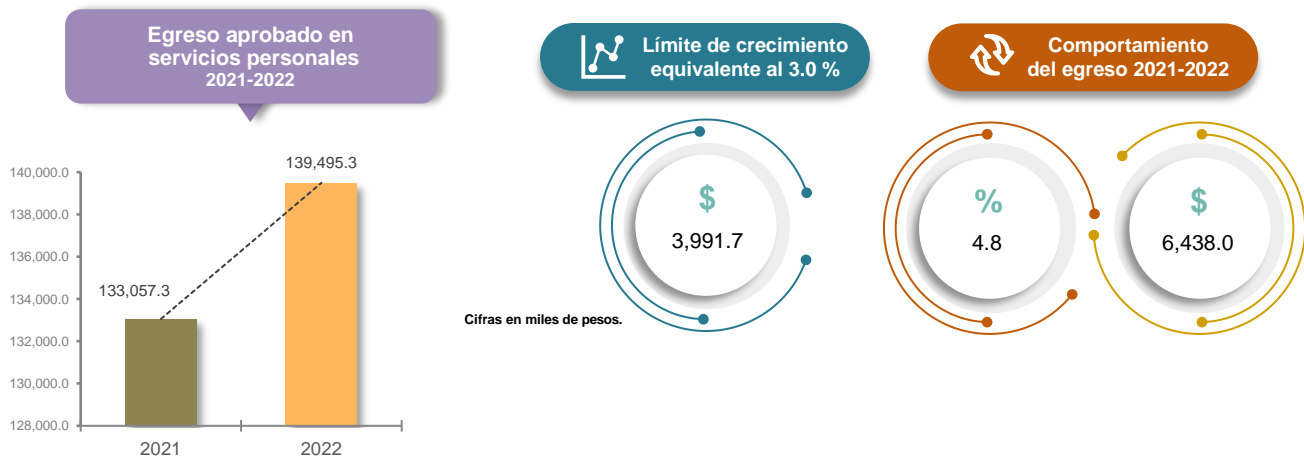 Egreso aprobado en
servicios personales
2021-2022
140,000.0
138,000.0
136,000.0
134,000.0
132,000.0
130,000.0
128,000.0
133,057.3
139,495.3
2021
2022
Cifras en miles de pesos.
Límite de crecimiento
equivalente al 3.0 %
$
3,991.7
Comportamiento
del egreso 2021-2022
%
4.8
$
6,438.0